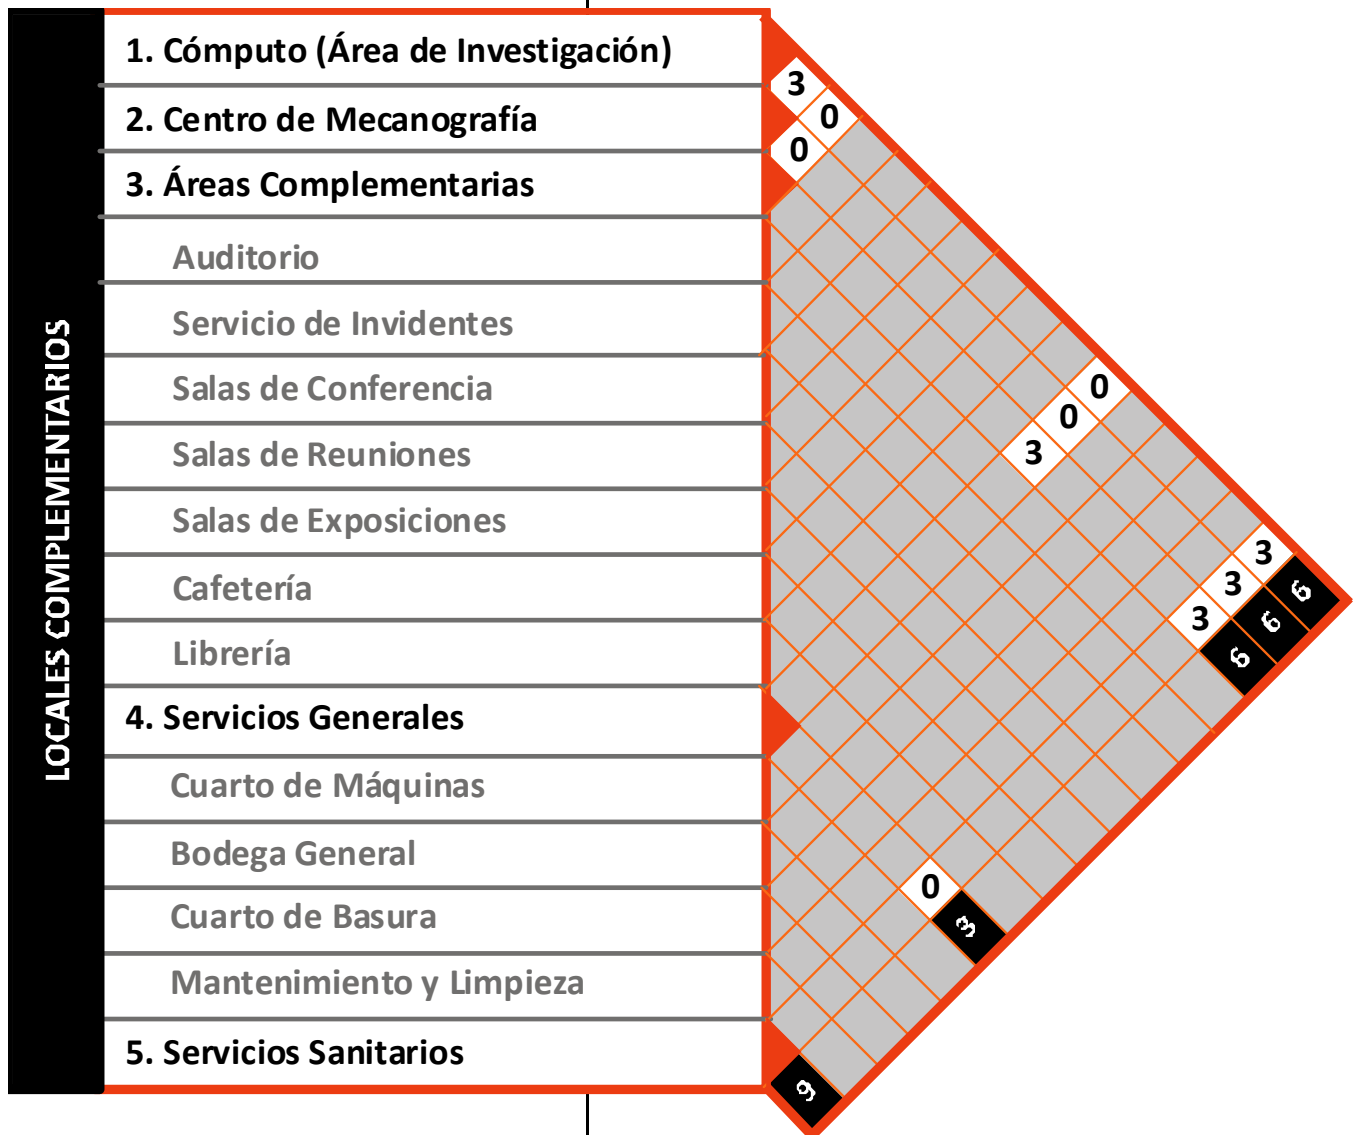 LOCALES COMPLEMENTARIOS
1. Cómputo (Área de Investigación)
2. Centro de Mecanografía
3. Áreas Complementarias
Auditorio
Servicio de Invidentes
Salas de Conferencia
Salas de Reuniones
Salas de Exposiciones
Cafetería
Librería
4. Servicios Generales
Cuarto de Máquinas
Bodega General
Cuarto de Basura
Mantenimiento y Limpieza
5. Servicios Sanitarios
3
0
0
0
0
3
3
3
3
6
6
6
0
3
6